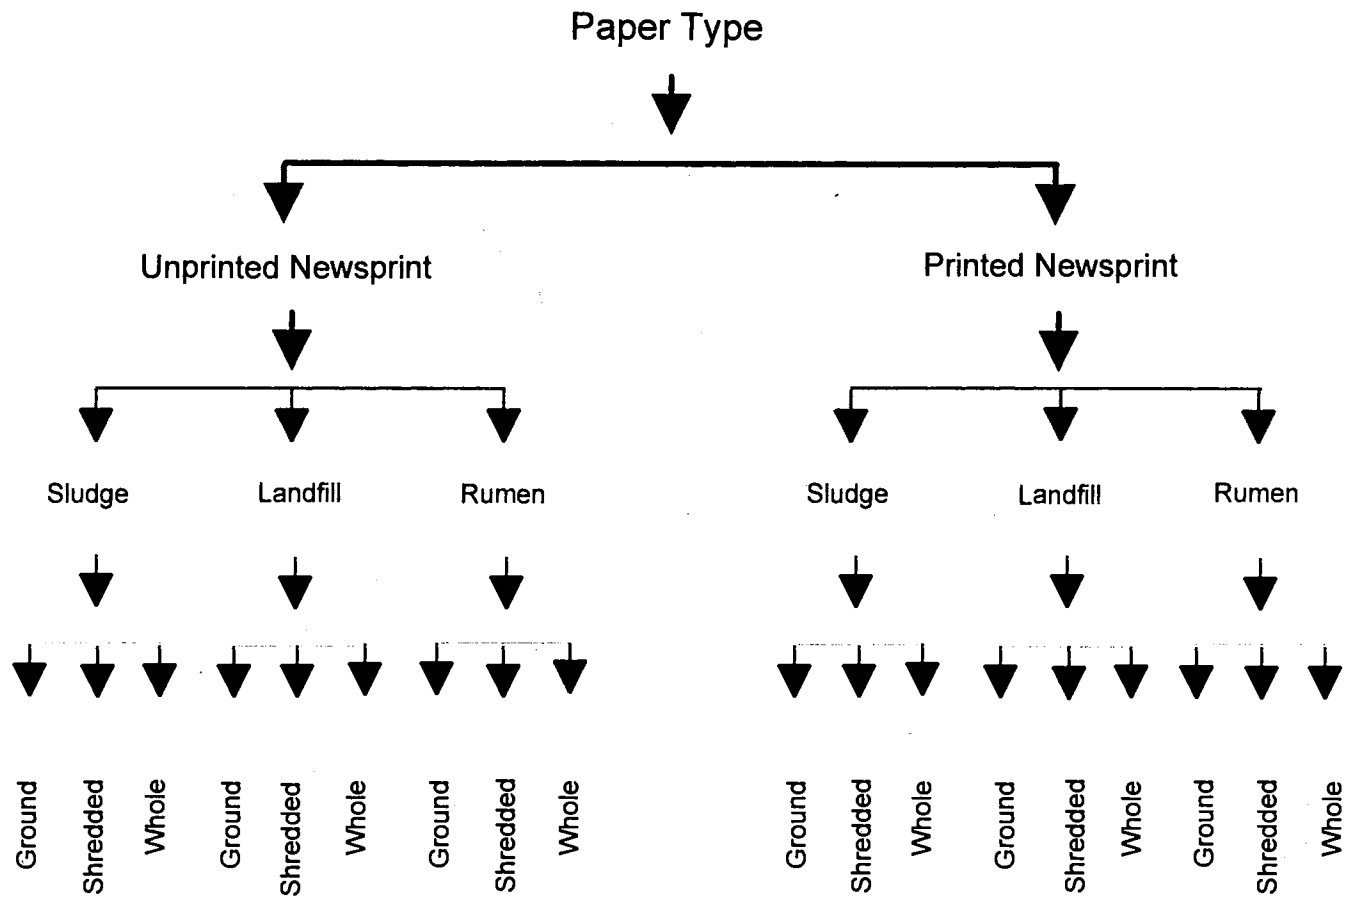 Paper Type
Unprinted Newsprint
Printed Newsprint
Sludge
Landfill
Rumen
Sludge
Landfill
Rumen
Ground
Shredded
Whole
Ground
Shredded
Whole
Ground
Shredded
Whole
Ground
Shredded
Whole
Ground
Shredded
Whole
Ground
Shredded
Whole